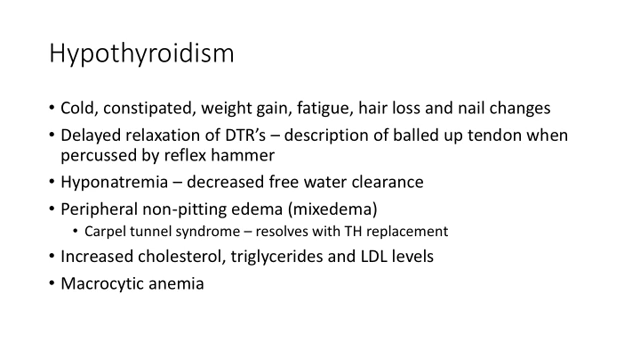 Hypothyroidism
• Cold, constipated, weight gain, fatigue, hair loss and nail changes
• Delayed relaxation of DTR's – description of balled up tendon when
percussed by reflex hammer
• Hyponatremia – decreased free water clearance
• Peripheral non-pitting edema (mixedema)
• Carpel tunnel syndrome – resolves with TH replacement
• Increased cholesterol, triglycerides and LDL levels
• Macrocytic anemia